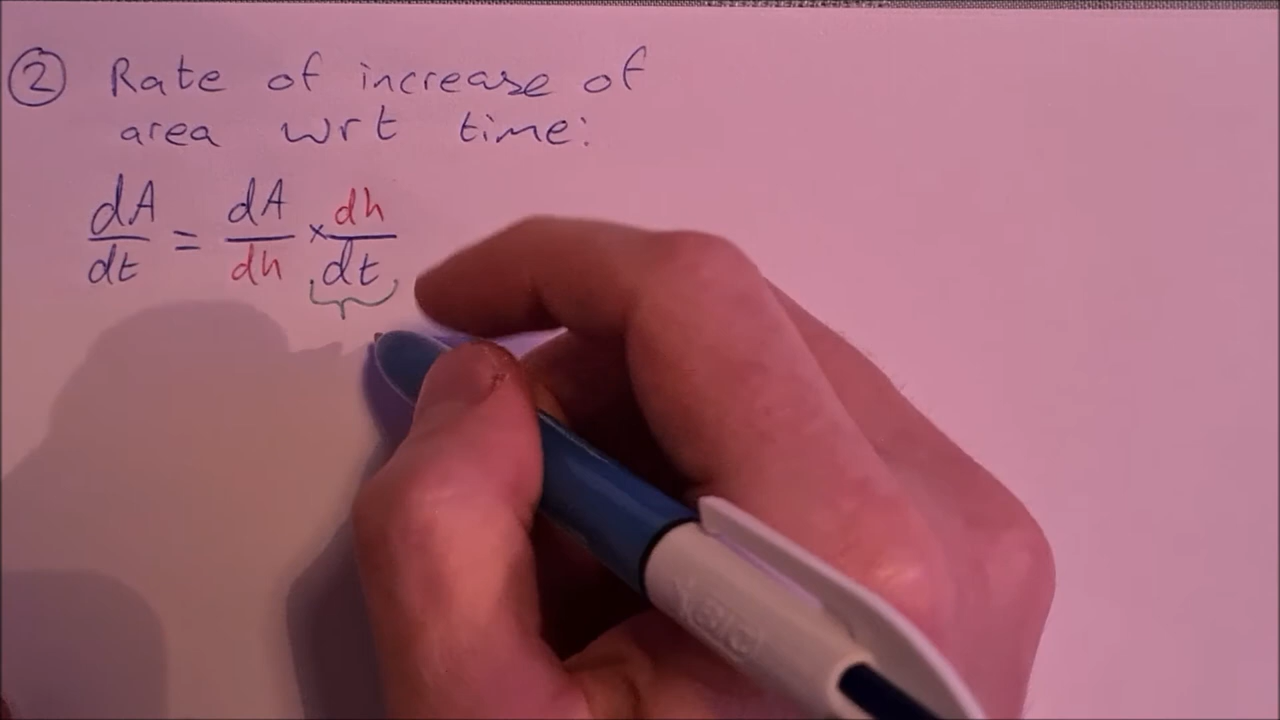 ② Rate of increase of
area wrt time:
dA/dt = dA/dh × dh/dt